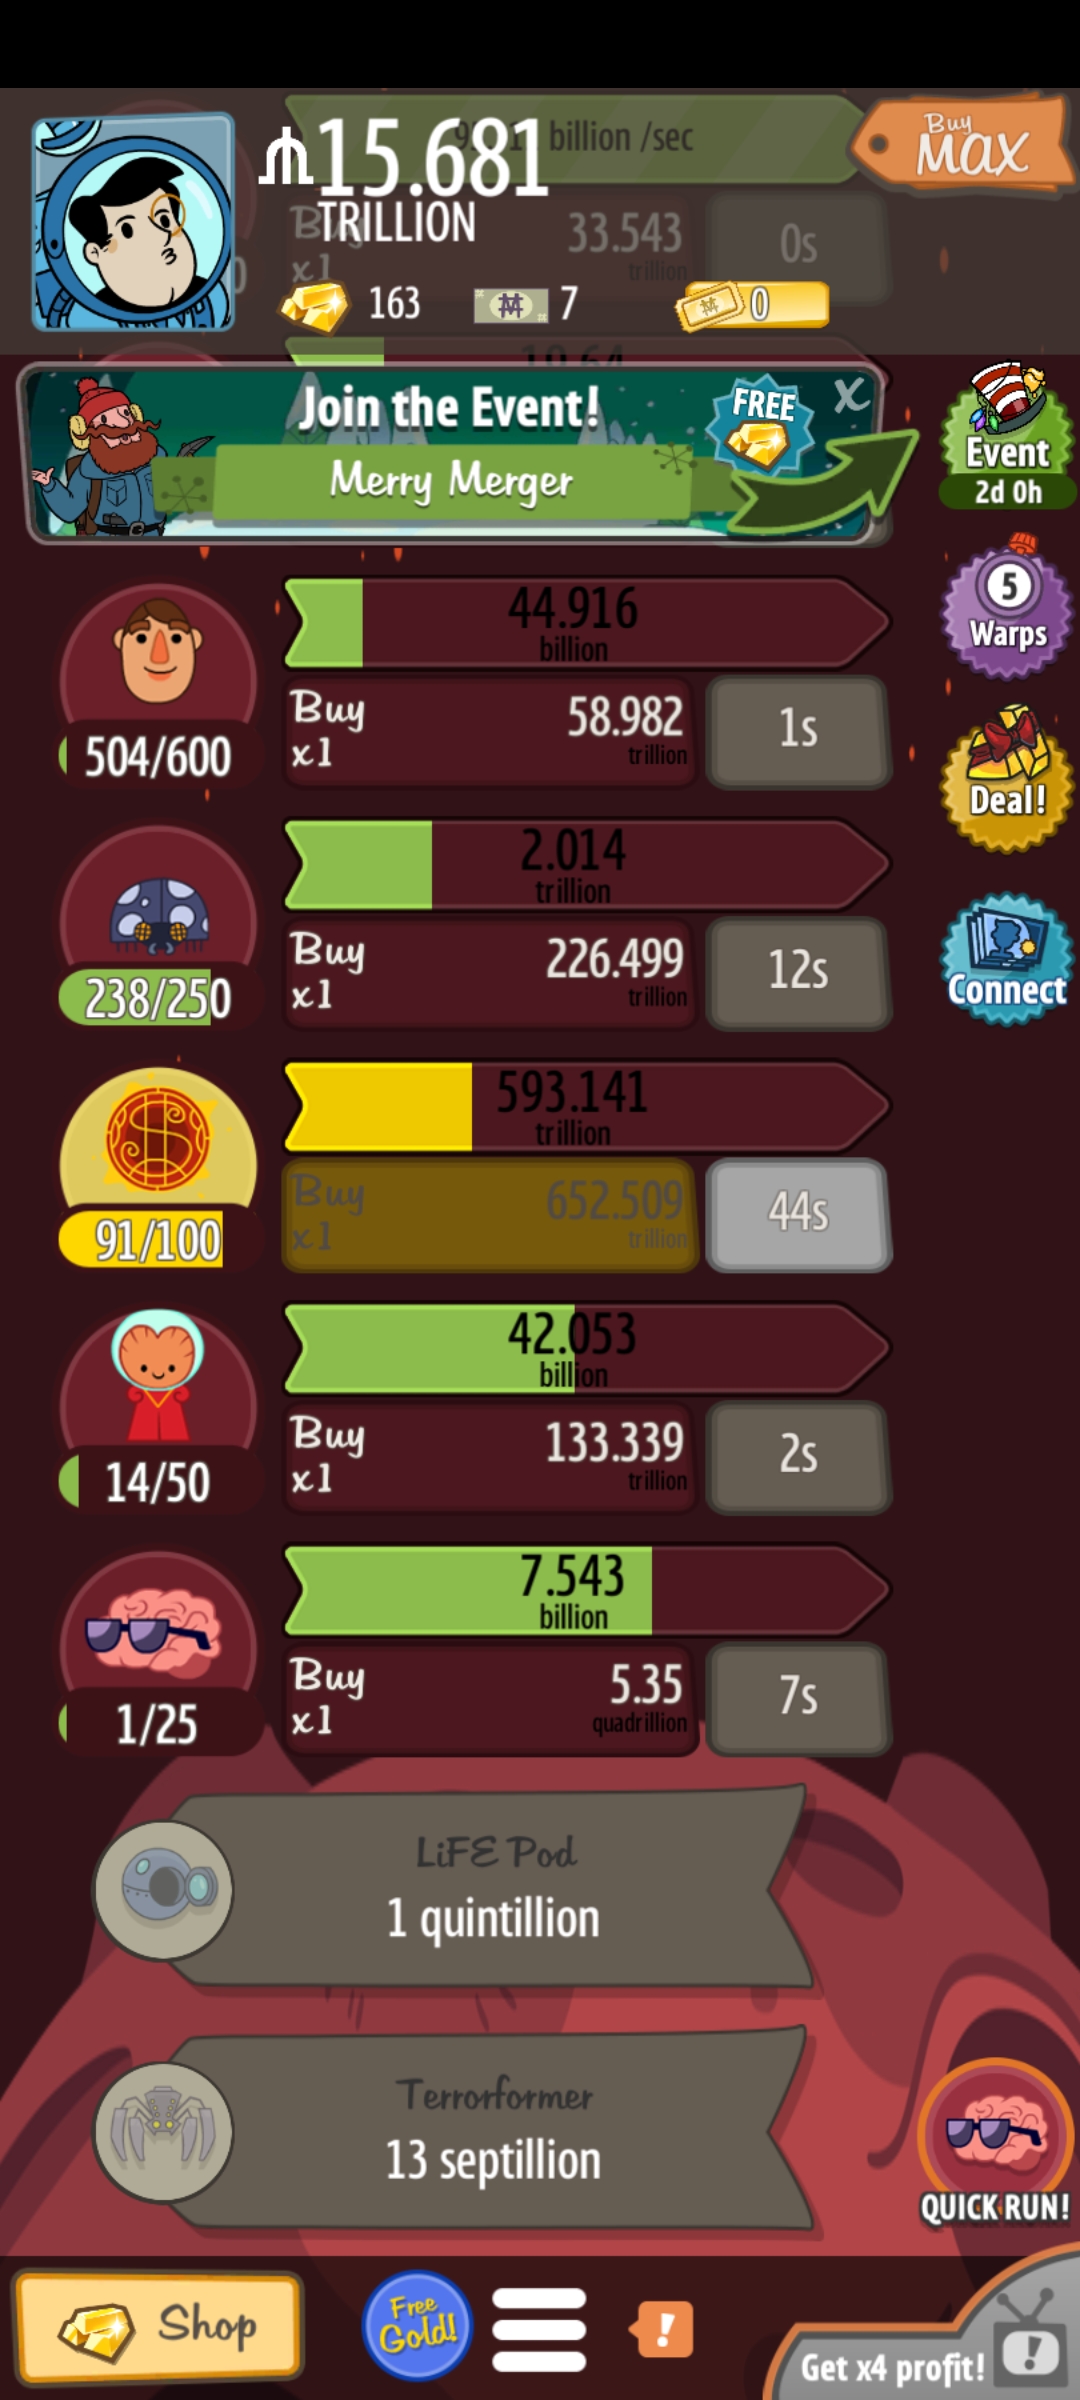 15.681
billion /sec
Buy
MAX
TRILLION
Buy
x1
33.543
trillion
0s
163
7
0
19.64
Join the Event!
FREE
X
Merry Merger
Event
2d 0h
44.916
billion
5
Warps
504/600
Buy
x1
58.982
trillion
1s
Deal!
2.014
trillion
238/250
Buy
x1
226.499
trillion
12s
Connect
593.141
trillion
91/100
Buy
x1
652.509
trillion
44s
42.053
billion
14/50
Buy
x1
133.339
trillion
2s
7.543
billion
1/25
Buy
x1
5.35
quadrillion
7s
LiFE Pod
1 quintillion
Terrorformer
13 septillion
QUICK RUN!
Shop
Free
Gold!
!
Get x4 profit!
!